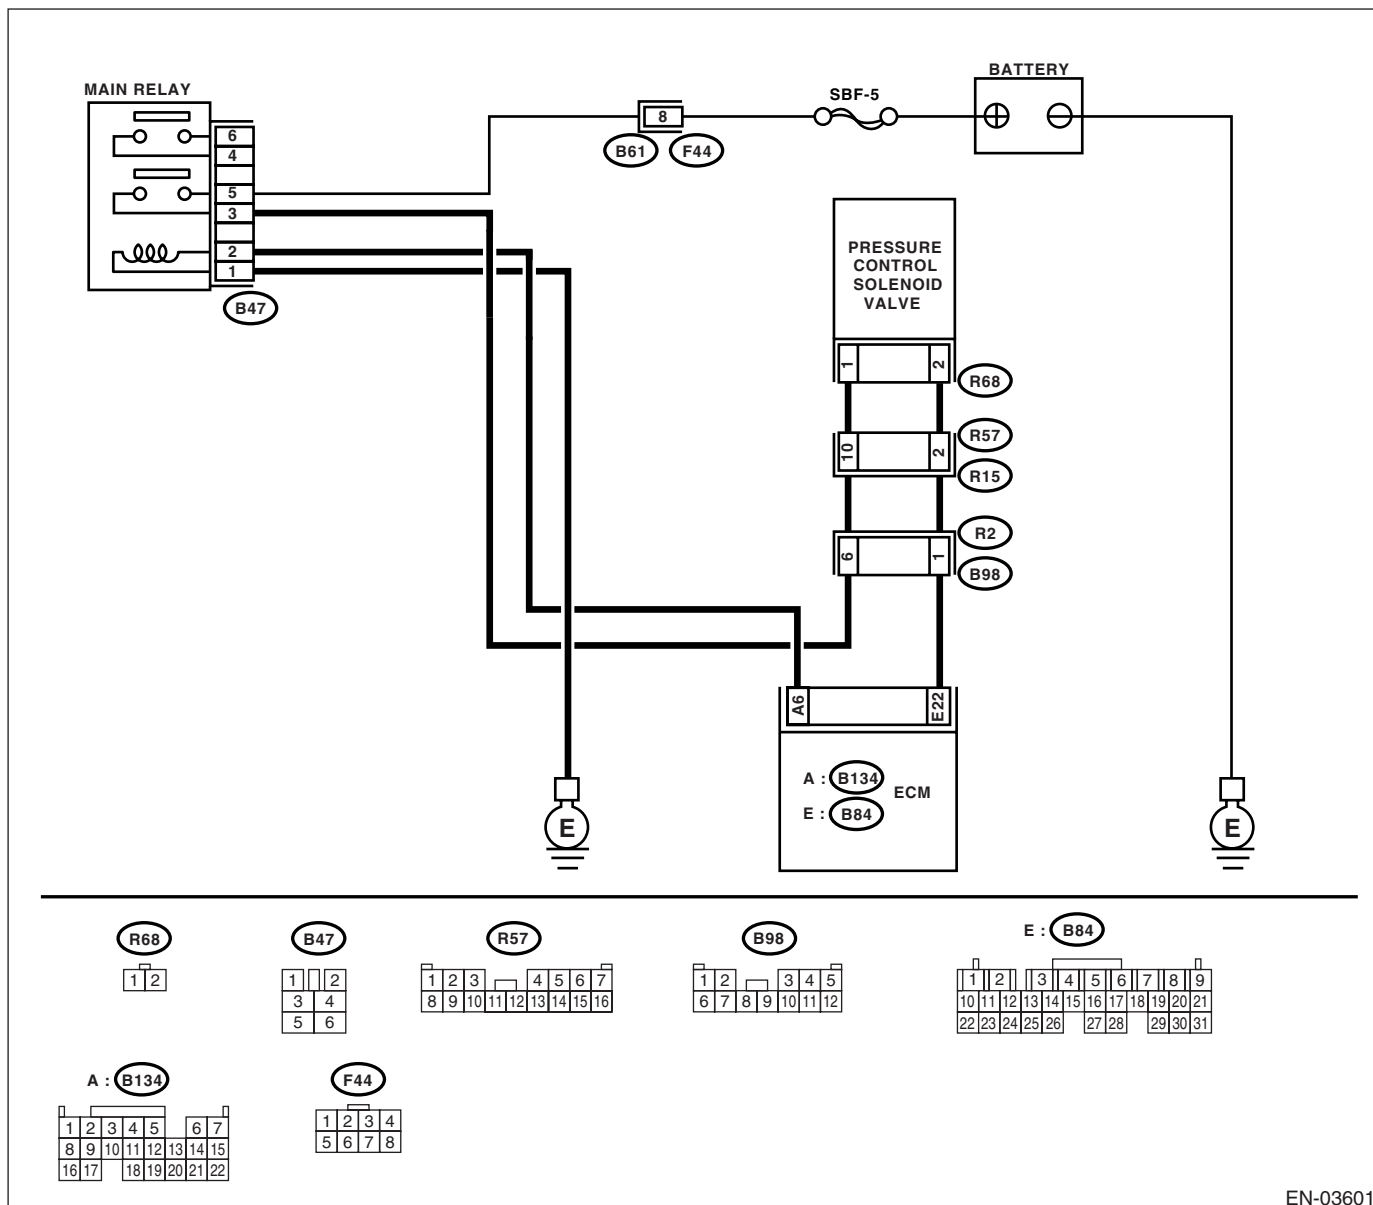 BATTERY
MAIN RELAY
SBF-5
8
B61
F44
6
4
5
3
2
1
B47
PRESSURE
CONTROL
SOLENOID
VALVE
1 2
R68
10 2
R57
R15
6 1
R2
B98
A6 E22
A : B134
ECM
E : B84
E
E
R68
1 2
B47
1 2
3 4
5 6
R57
1 2 3 4 5 6 7
8 9 10 11 12 13 14 15 16
B98
1 2 3 4 5
6 7 8 9 10 11 12
E : B84
1 2 3 4 5 6 7 8 9
10 11 12 13 14 15 16 17 18 19 20 21
22 23 24 25 26 27 28 29 30 31
A : B134
1 2 3 4 5 6 7
8 9 10 11 12 13 14 15
16 17 18 19 20 21 22
F44
1 2 3 4
5 6 7 8
EN-03601